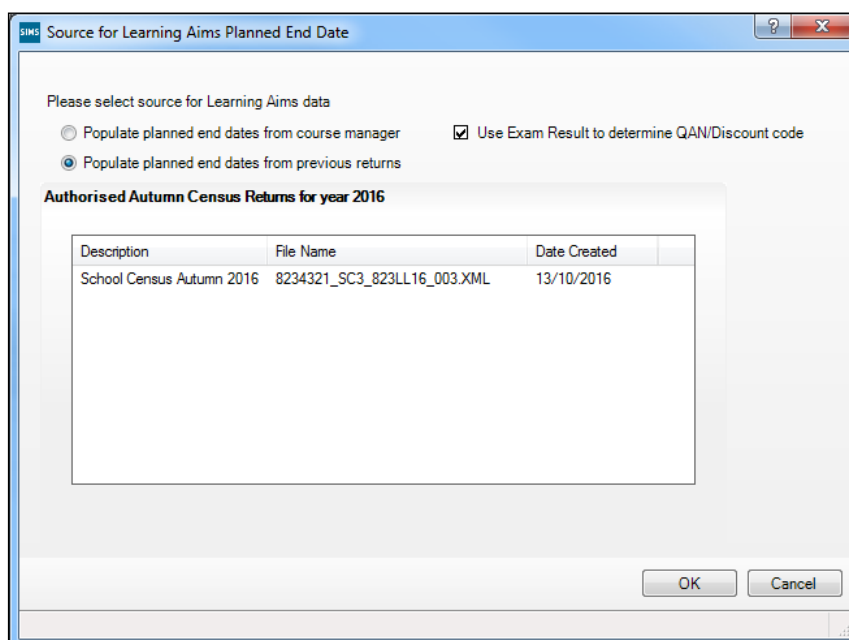 SIMS Source for Learning Aims Planned End Date ? X
Please select source for Learning Aims data
Populate planned end dates from course manager Use Exam Result to determine QAN/Discount code
Populate planned end dates from previous returns
Authorised Autumn Census Returns for year 2016
Description File Name Date Created
School Census Autumn 2016 8234321_SC3_823LL16_003.XML 13/10/2016
OK Cancel